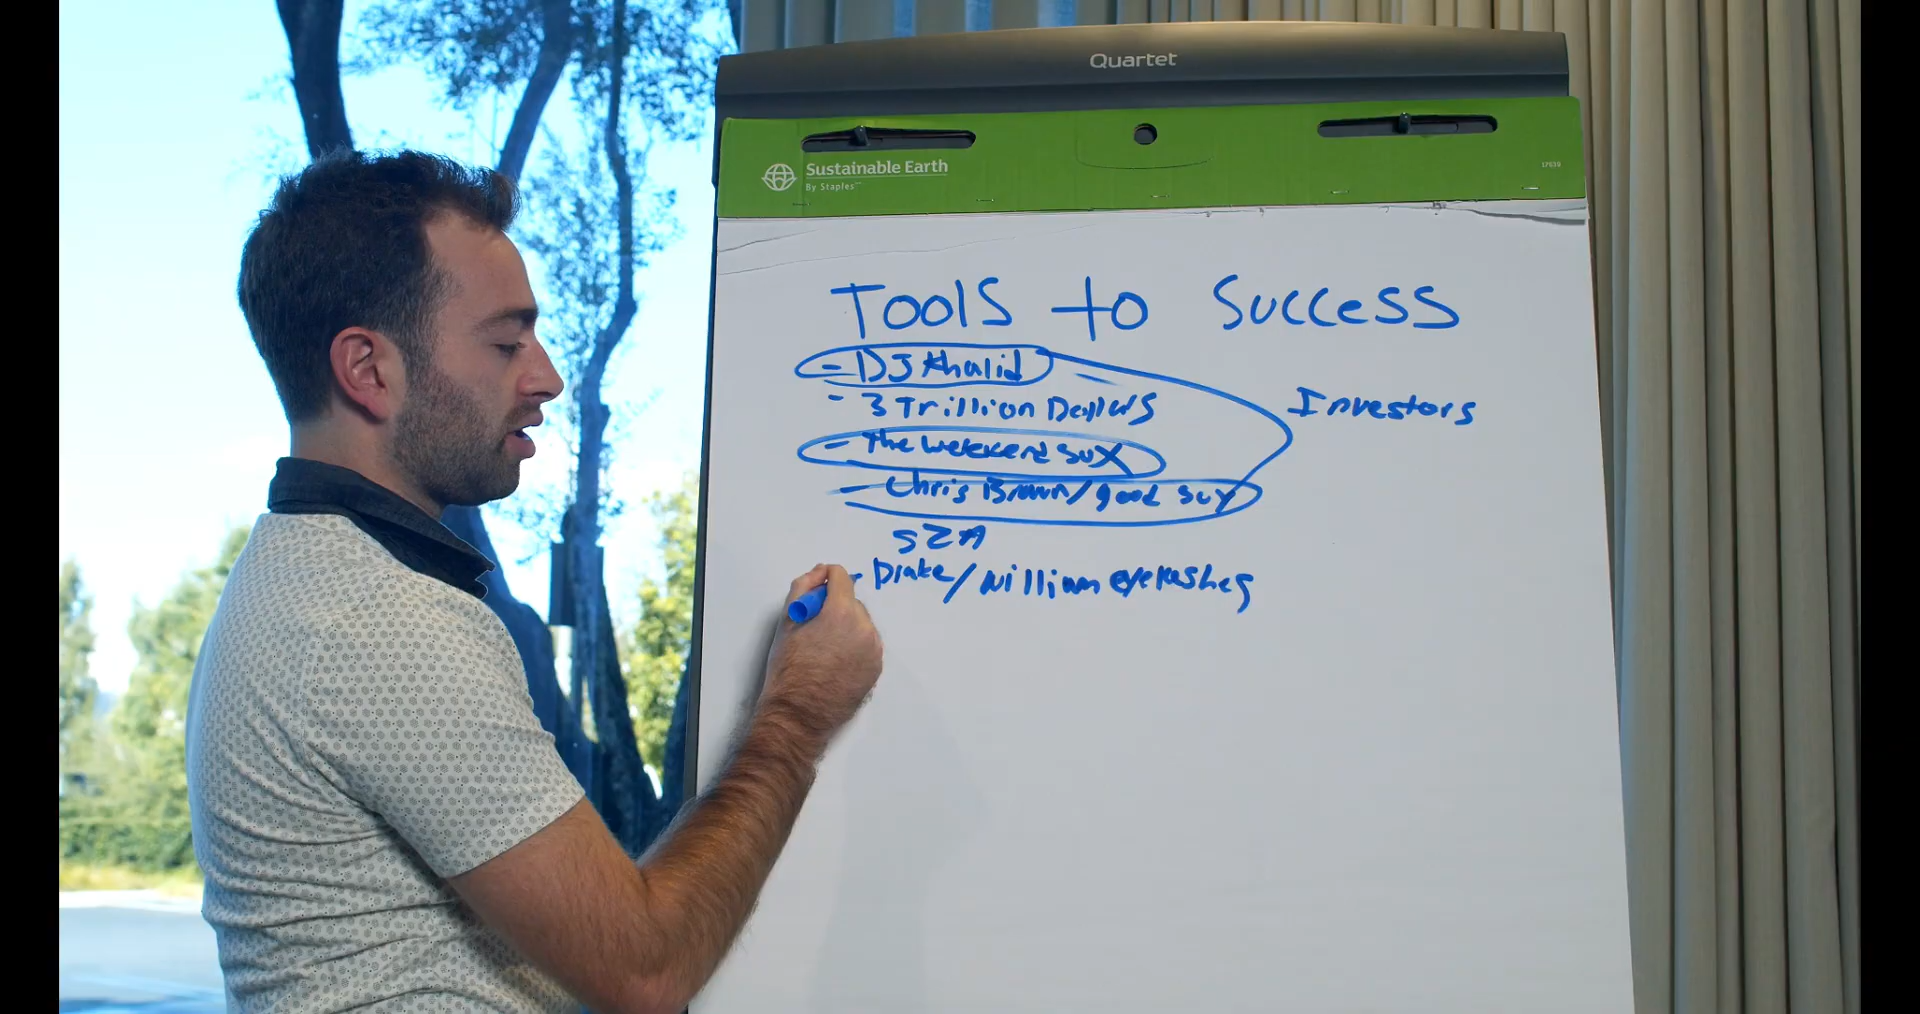 Quartet
Sustainable Earth
By Staples
17630
Tools to Success
- DJ Khalid
- 3 Trillion Dollars
Investors
- The weekend sux
- Chris Brown/good guy
SZA
- Drake/William eyelashes